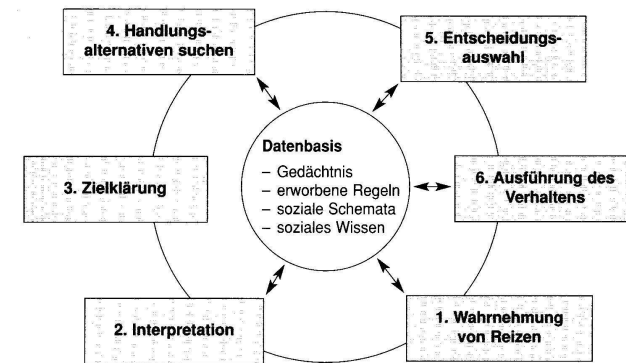 4. Handlungs-
alternativen suchen
5. Entscheidungs-
auswahl
Datenbasis
– Gedächtnis
– erworbene Regeln
– soziale Schemata
– soziales Wissen
3. Zielklärung
6. Ausführung des
Verhaltens
2. Interpretation
1. Wahrnehmung
von Reizen